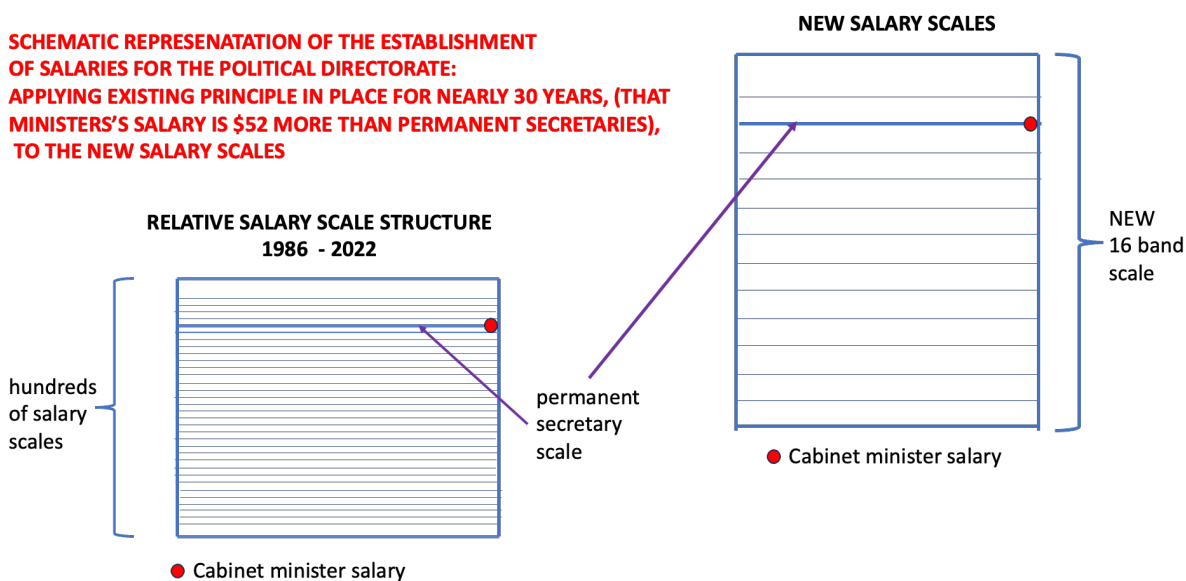 SCHEMATIC REPRESENATATION OF THE ESTABLISHMENT
OF SALARIES FOR THE POLITICAL DIRECTORATE:
APPLYING EXISTING PRINCIPLE IN PLACE FOR NEARLY 30 YEARS, (THAT
MINISTERS’S SALARY IS $52 MORE THAN PERMANENT SECRETARIES),
TO THE NEW SALARY SCALES
RELATIVE SALARY SCALE STRUCTURE
1986 - 2022
hundreds
of salary
scales
Cabinet minister salary
permanent
secretary
scale
NEW SALARY SCALES
NEW
16 band
scale
Cabinet minister salary